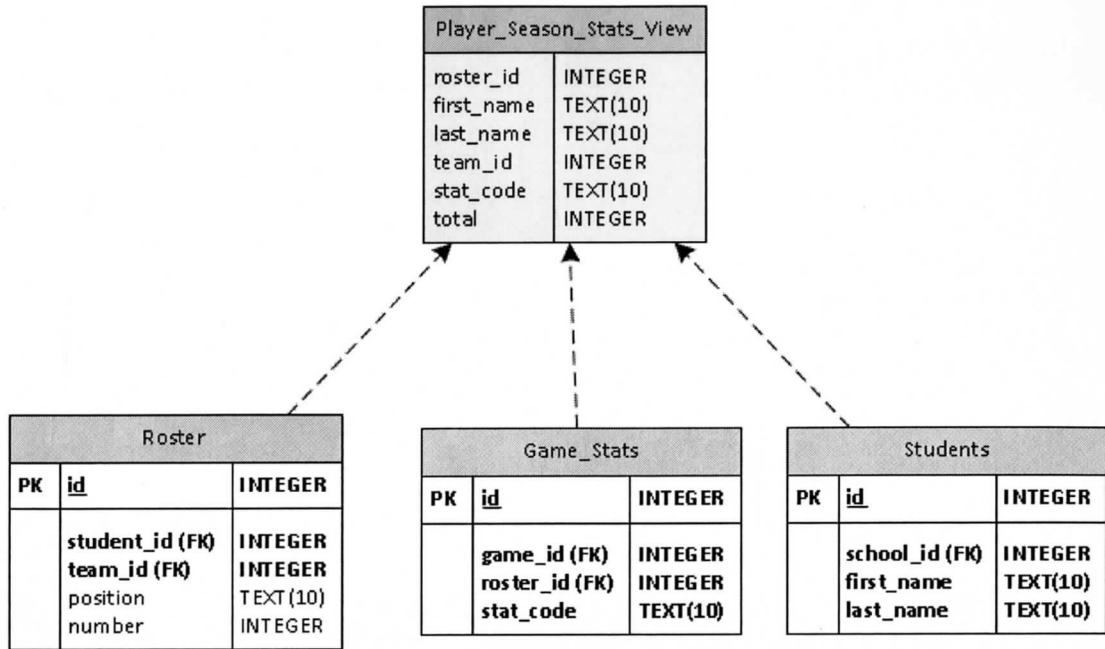 Player_Season_Stats_View
roster_id INTEGER
first_name TEXT(10)
last_name TEXT(10)
team_id INTEGER
stat_code TEXT(10)
total INTEGER
Roster
PK id INTEGER
student_id (FK) INTEGER
team_id (FK) INTEGER
position TEXT(10)
number INTEGER
Game_Stats
PK id INTEGER
game_id (FK) INTEGER
roster_id (FK) INTEGER
stat_code TEXT(10)
Students
PK id INTEGER
school_id (FK) INTEGER
first_name TEXT(10)
last_name TEXT(10)